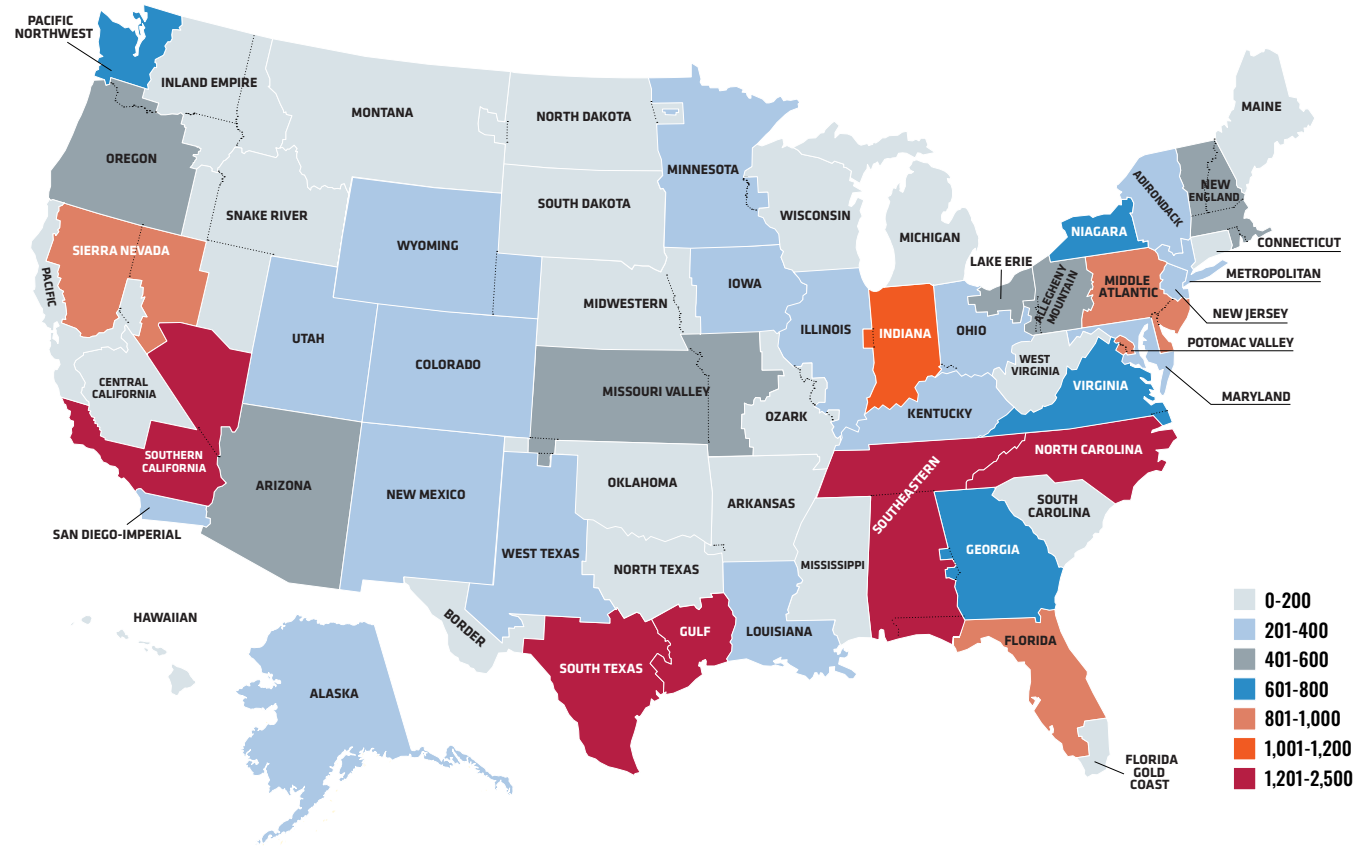 PACIFIC
NORTHWEST
INLAND EMPIRE
MONTANA
NORTH DAKOTA
MINNESOTA
MAINE
OREGON
SNAKE RIVER
SOUTH DAKOTA
WISCONSIN
MICHIGAN
ADIRONDACK
NEW
ENGLAND
NIAGARA
CONNECTICUT
SIERRA NEVADA
WYOMING
LAKE ERIE
ALLEGHENY
MOUNTAIN
MIDDLE
ATLANTIC
METROPOLITAN
PACIFIC
MIDWESTERN
IOWA
ILLINOIS
INDIANA
OHIO
NEW JERSEY
UTAH
COLORADO
WEST
VIRGINIA
POTOMAC VALLEY
CENTRAL
CALIFORNIA
MISSOURI VALLEY
OZARK
KENTUCKY
VIRGINIA
MARYLAND
SOUTHERN
CALIFORNIA
ARIZONA
NEW MEXICO
OKLAHOMA
ARKANSAS
SOUTHEASTERN
NORTH CAROLINA
SOUTH
CAROLINA
SAN DIEGO-IMPERIAL
WEST TEXAS
NORTH TEXAS
MISSISSIPPI
GEORGIA
HAWAIIAN
BORDER
GULF
LOUISIANA
FLORIDA
SOUTH TEXAS
ALASKA
FLORIDA
GOLD
COAST
0-200
201-400
401-600
601-800
801-1,000
1,001-1,200
1,201-2,500